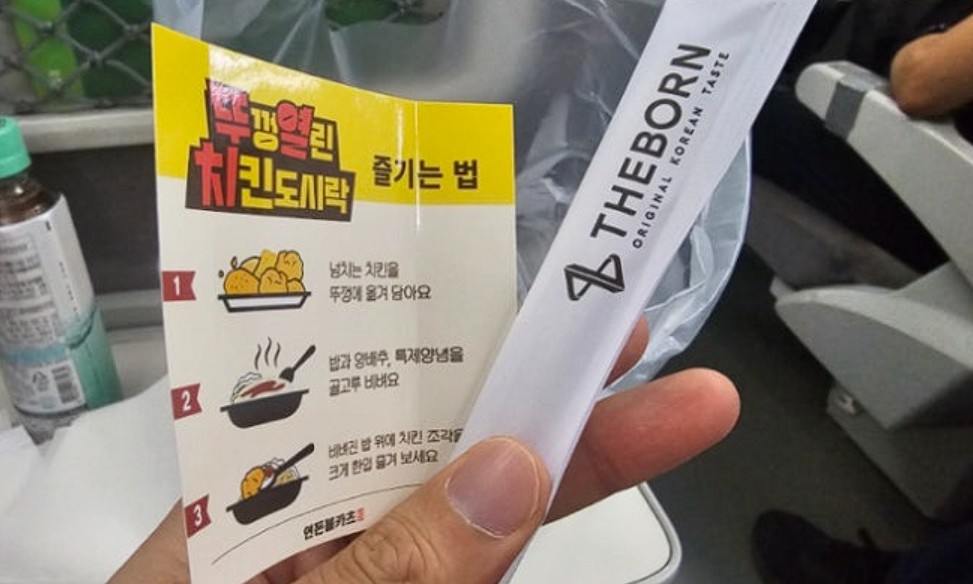 뚜껑열린
치킨도시락
즐기는 법
1
넘치는 치킨을
뚜껑에 옮겨 담아요
2
밥과 양배추, 특제양념을
골고루 비벼요
3
비벼진 밥 위에 치킨 조각을
크게 한입 즐겨 보세요
연돈볼카츠
THEBORN
ORIGINAL KOREAN TASTE